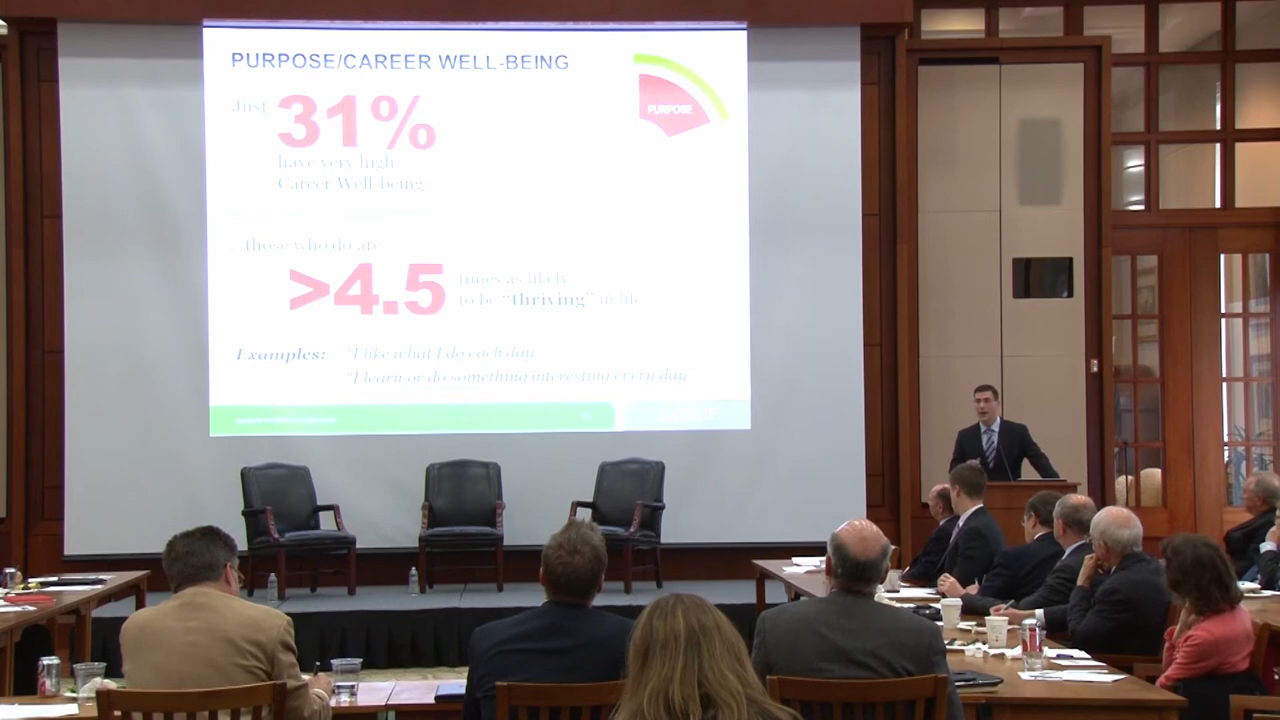 PURPOSE/CAREER WELL-BEING
PURPOSE
Just 31%
have very high
Career Well-being
those who do are
>4.5 times as likely
to be "thriving" in life
Examples: "I like what I do each day
"I learn or do something interesting every day